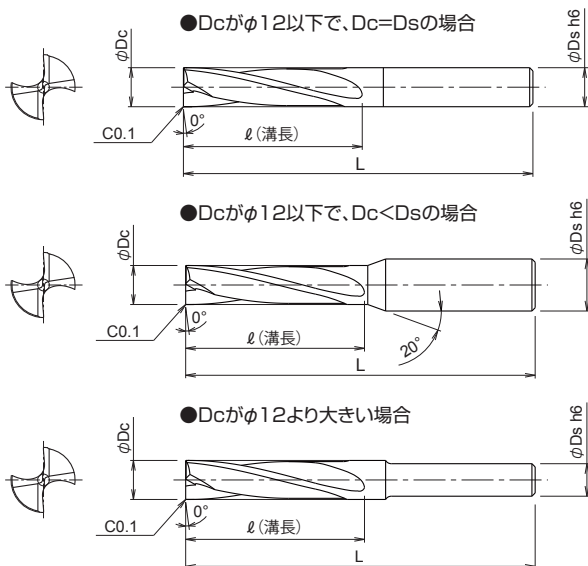 ●Dcがφ12以下で、Dc=Dsの場合
φDc
φDs h6
C0.1
0°
ℓ（溝長）
L
●Dcがφ12以下で、Dc<Dsの場合
φDc
φDs h6
C0.1
0°
ℓ（溝長）
20°
L
●Dcがφ12より大きい場合
φDc
φDs h6
C0.1
0°
ℓ（溝長）
L